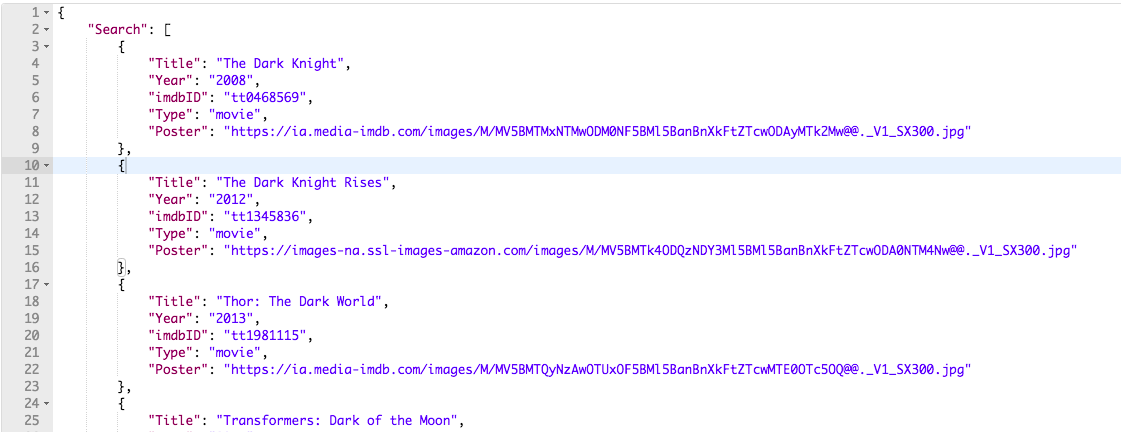 1 {
2 "Search": [
3 {
4 "Title": "The Dark Knight",
5 "Year": "2008",
6 "imdbID": "tt0468569",
7 "Type": "movie",
8 "Poster": "https://ia.media-imdb.com/images/M/MV5BMTMxNTMwODM0NF5BMl5BanBnXkFtZTcwODAyMTk2Mw@@._V1_SX300.jpg"
9 },
10 {
11 "Title": "The Dark Knight Rises",
12 "Year": "2012",
13 "imdbID": "tt1345836",
14 "Type": "movie",
15 "Poster": "https://images-na.ssl-images-amazon.com/images/M/MV5BMTk4ODQzNDY3Ml5BMl5BanBnXkFtZTcwODA0NTM4Nw@@._V1_SX300.jpg"
16 },
17 {
18 "Title": "Thor: The Dark World",
19 "Year": "2013",
20 "imdbID": "tt1981115",
21 "Type": "movie",
22 "Poster": "https://ia.media-imdb.com/images/M/MV5BMTQyNzAwOTUxOF5BMl5BanBnXkFtZTcwMTE0OTc5OQ@@._V1_SX300.jpg"
23 },
24 {
25 "Title": "Transformers: Dark of the Moon",